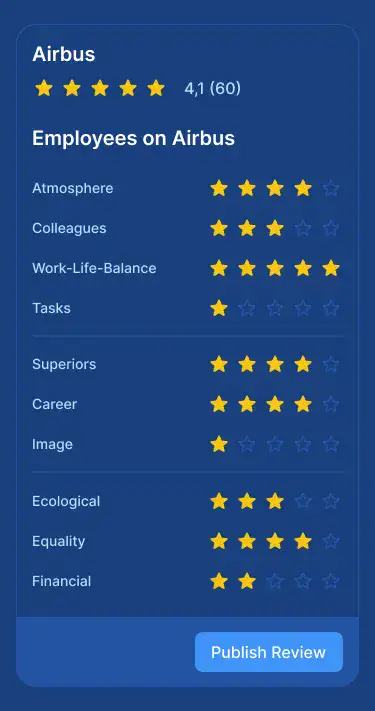 Airbus
4,1 (60)
Employees on Airbus
Atmosphere
Colleagues
Work-Life-Balance
Tasks
Superiors
Career
Image
Ecological
Equality
Financial
Publish Review